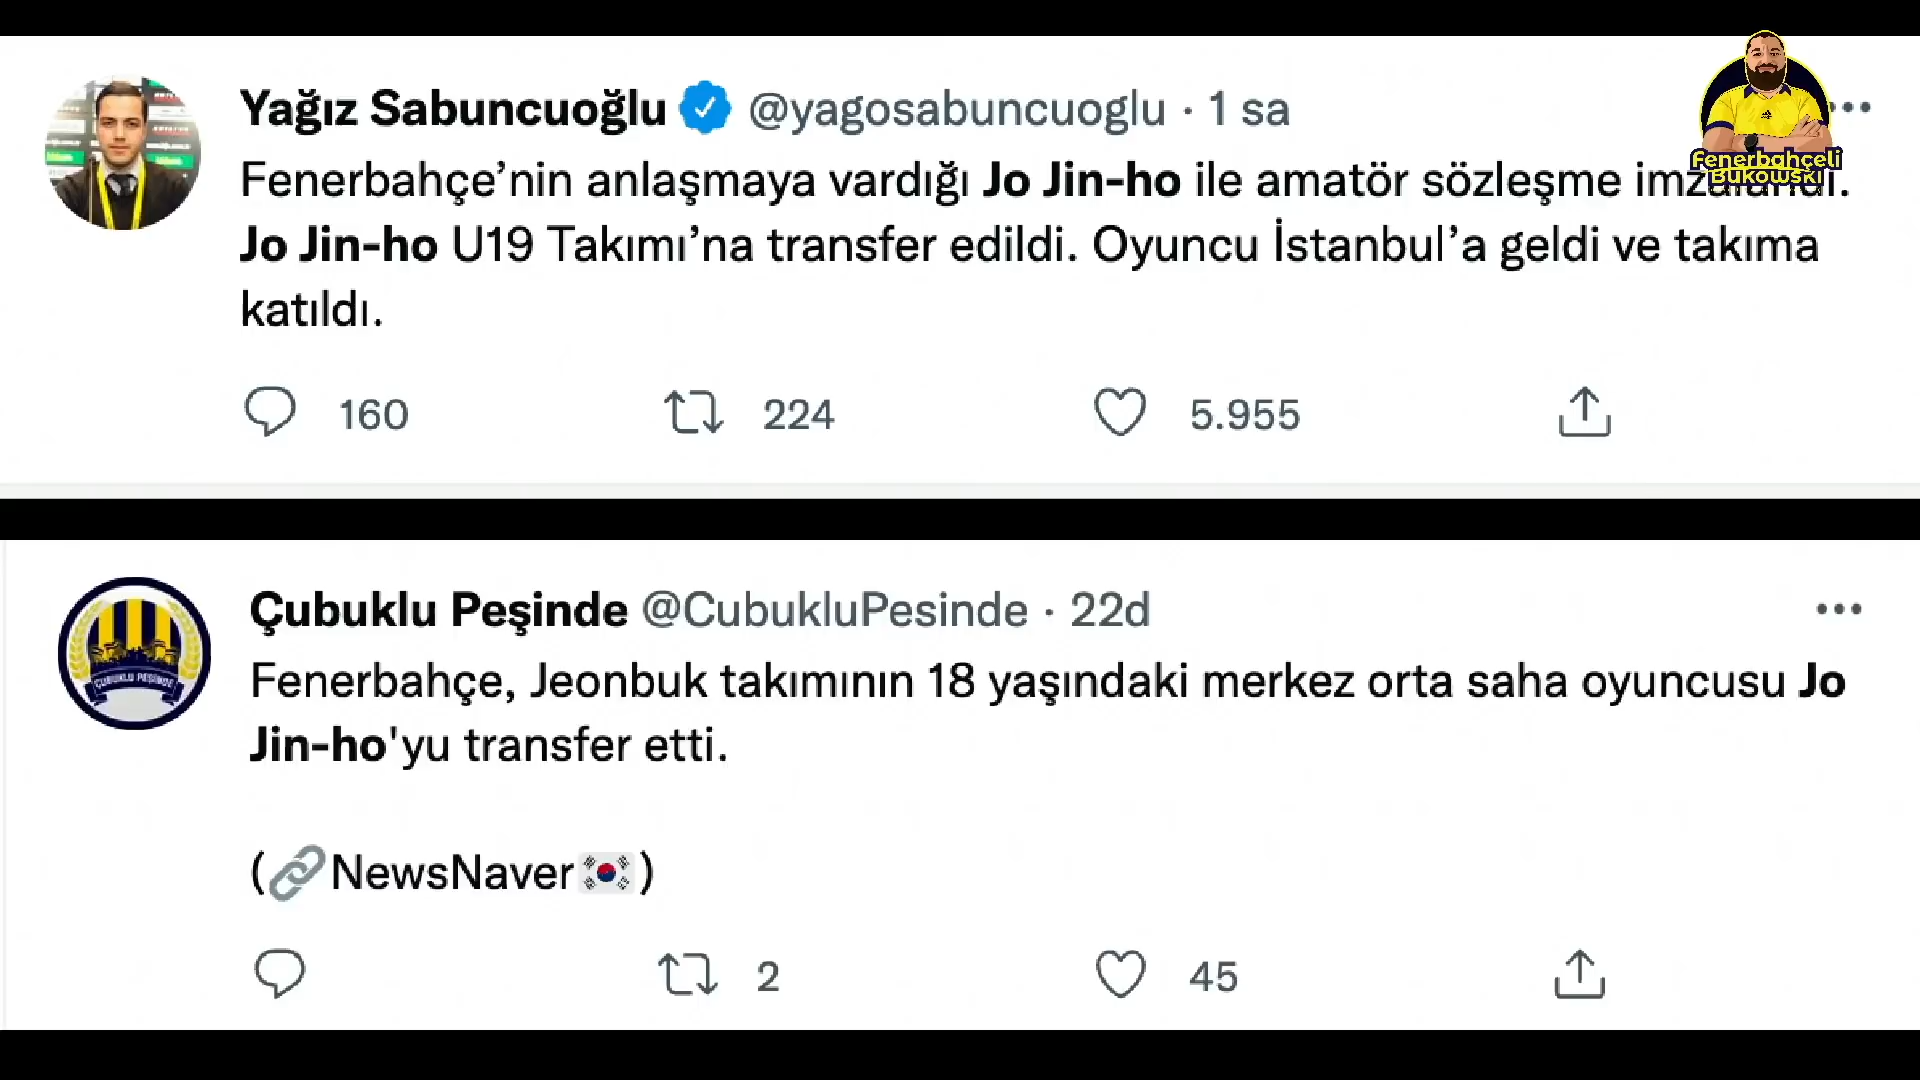 Yağız Sabuncuoğlu @yagosabuncuoglu · 1 sa
Fenerbahçe’nin anlaşmaya vardığı Jo Jin-ho ile amatör sözleşme
Jo Jin-ho U19 Takımı’na transfer edildi. Oyuncu İstanbul’a geldi ve takıma
katıldı.
160 224 5.955
Fenerbahçeli
Bukowski
Çubuklu Peşinde @CubukluPesinde · 22d
Fenerbahçe, Jeonbuk takımının 18 yaşındaki merkez orta saha oyuncusu Jo
Jin-ho'yu transfer etti.
(🔗NewsNaver🇰🇷)
2 45
ÇUBUKLU PEŞİNDE